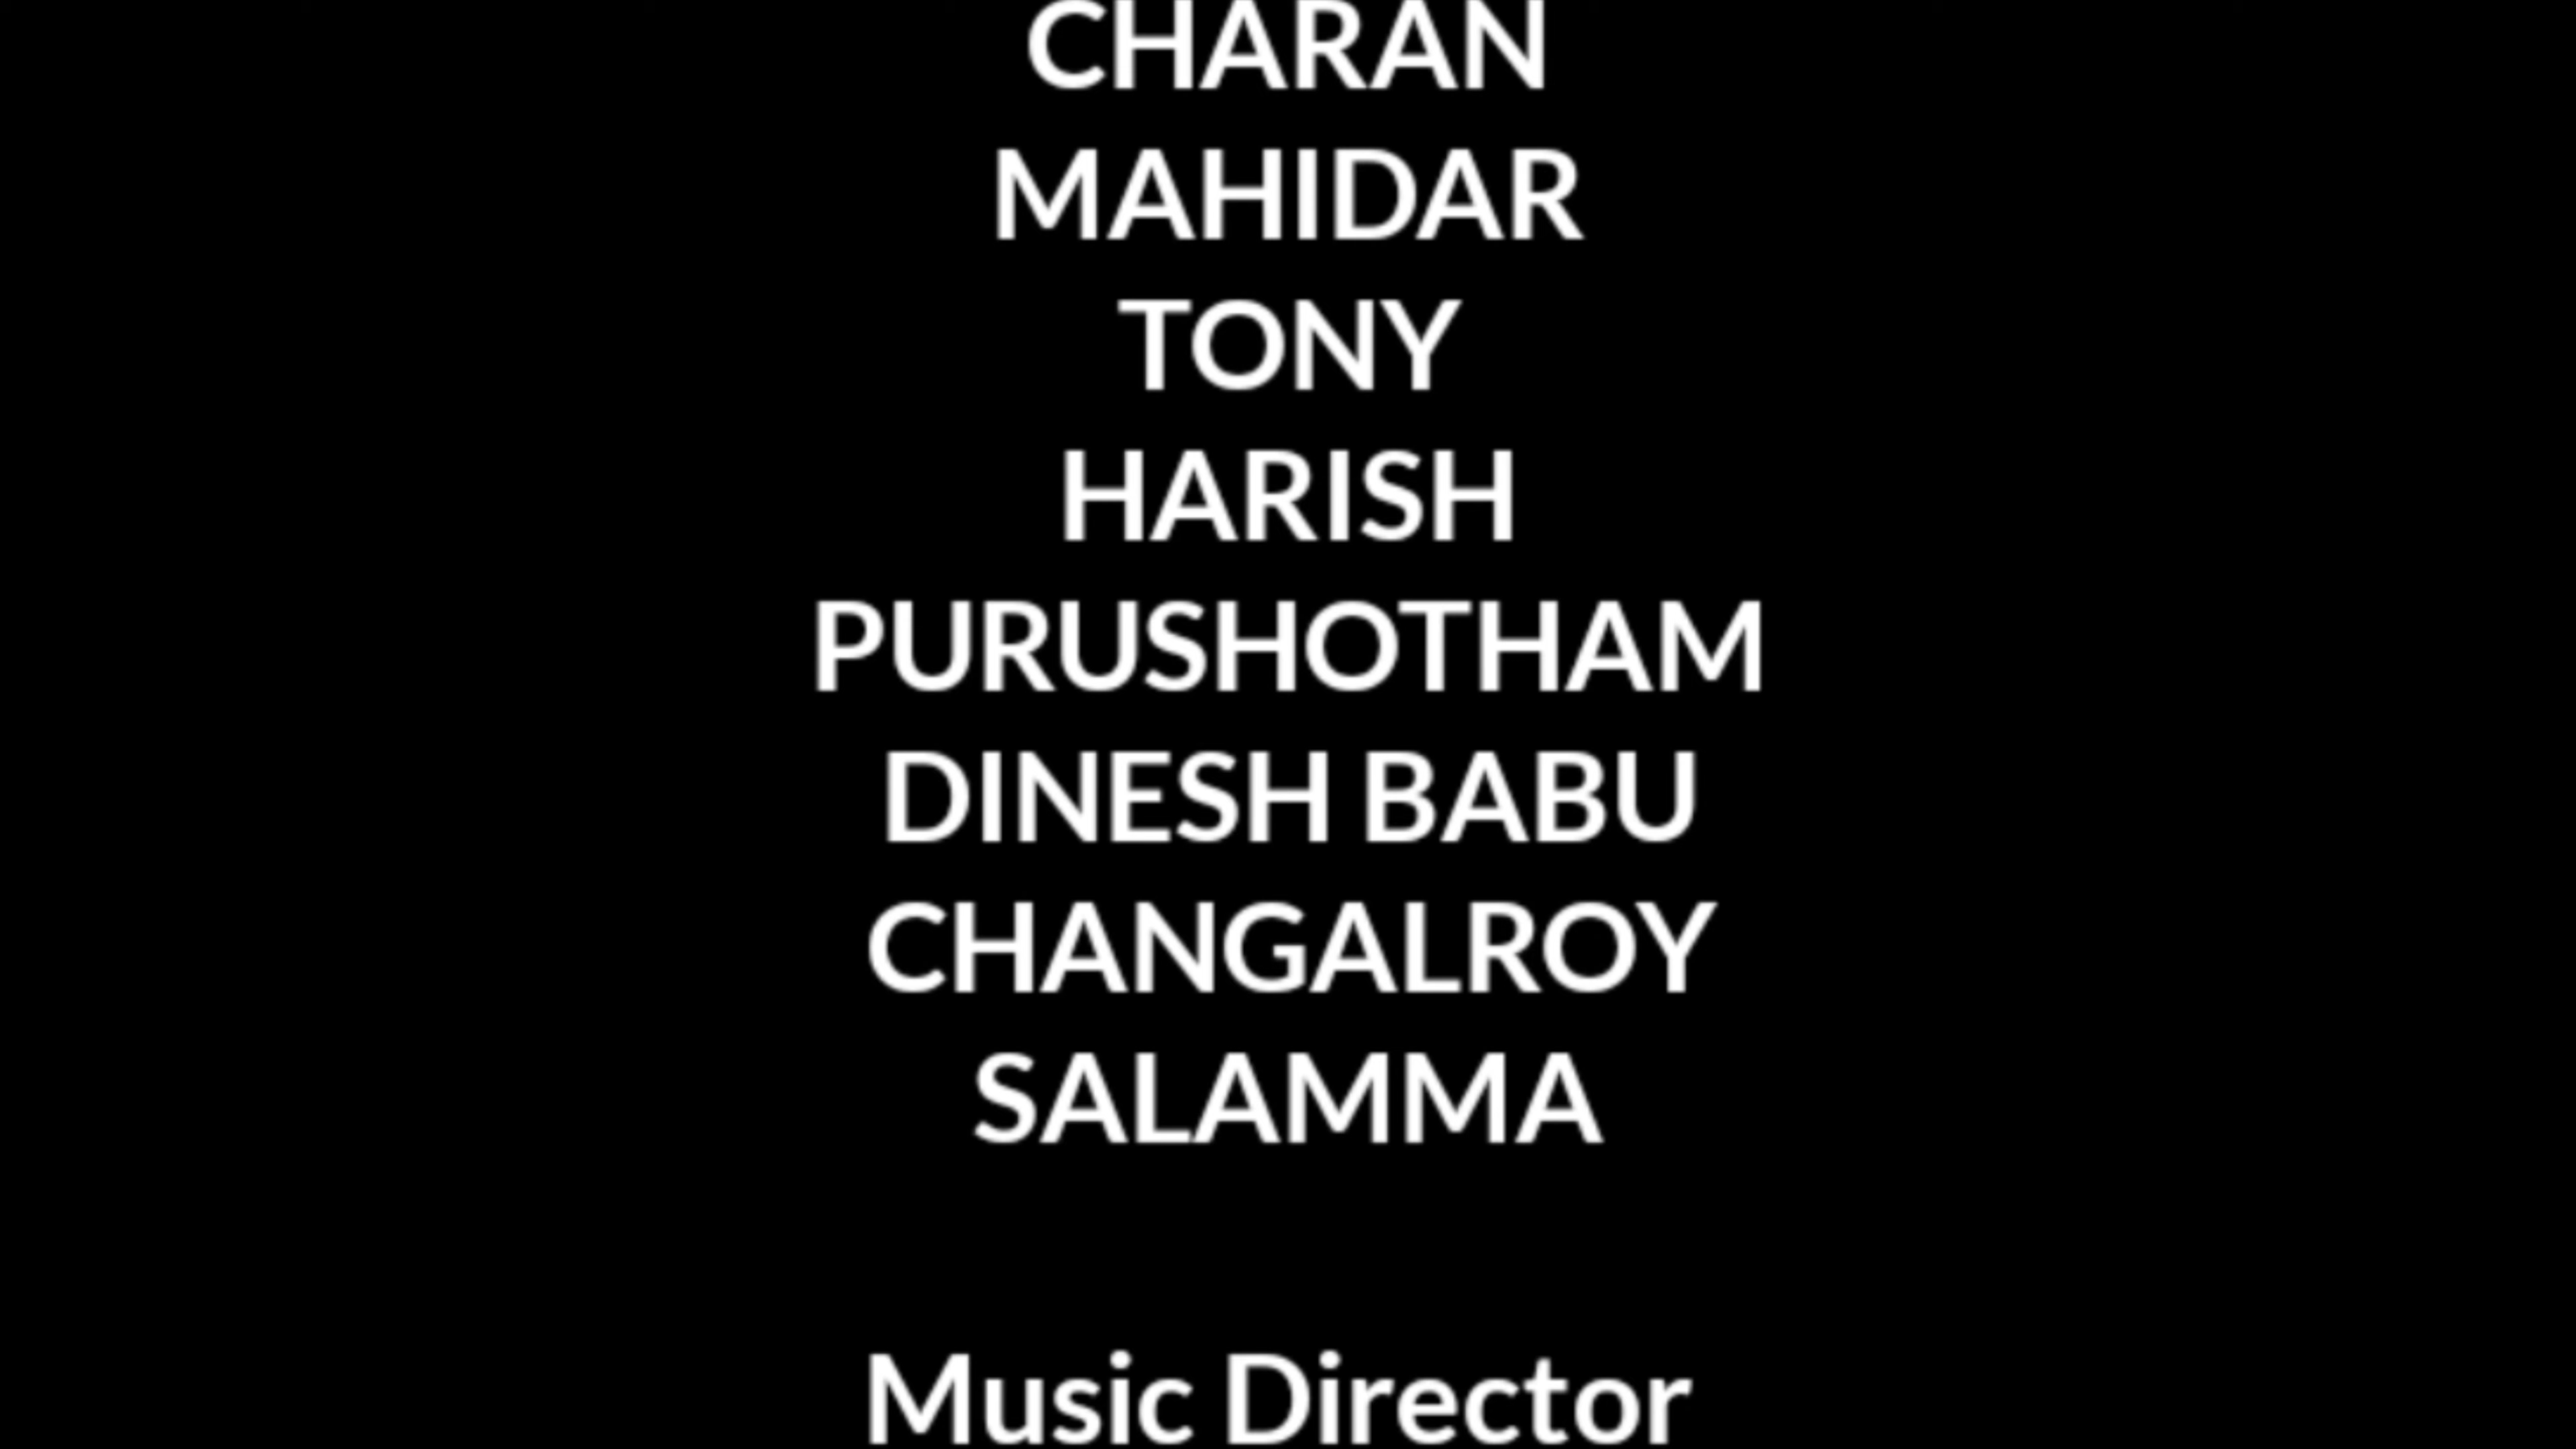 CHARAN
MAHIDAR
TONY
HARISH
PURUSHOTHAM
DINESH BABU
CHANGALROY
SALAMMA
Music Director